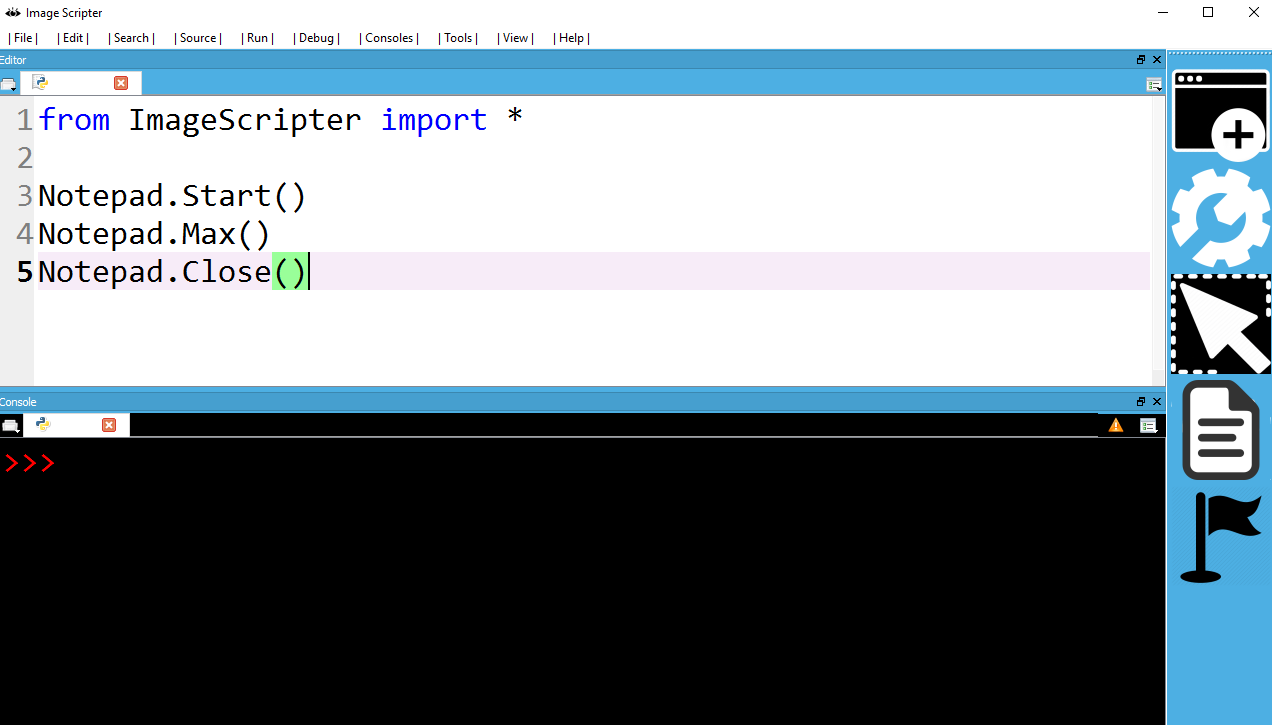 Image Scripter
| File | | Edit | | Search | | Source | | Run | | Debug | | Consoles | | Tools | | View | | Help |
Editor
1 from ImageScripter import *
2
3 Notepad.Start()
4 Notepad.Max()
5 Notepad.Close()
Console
>>>